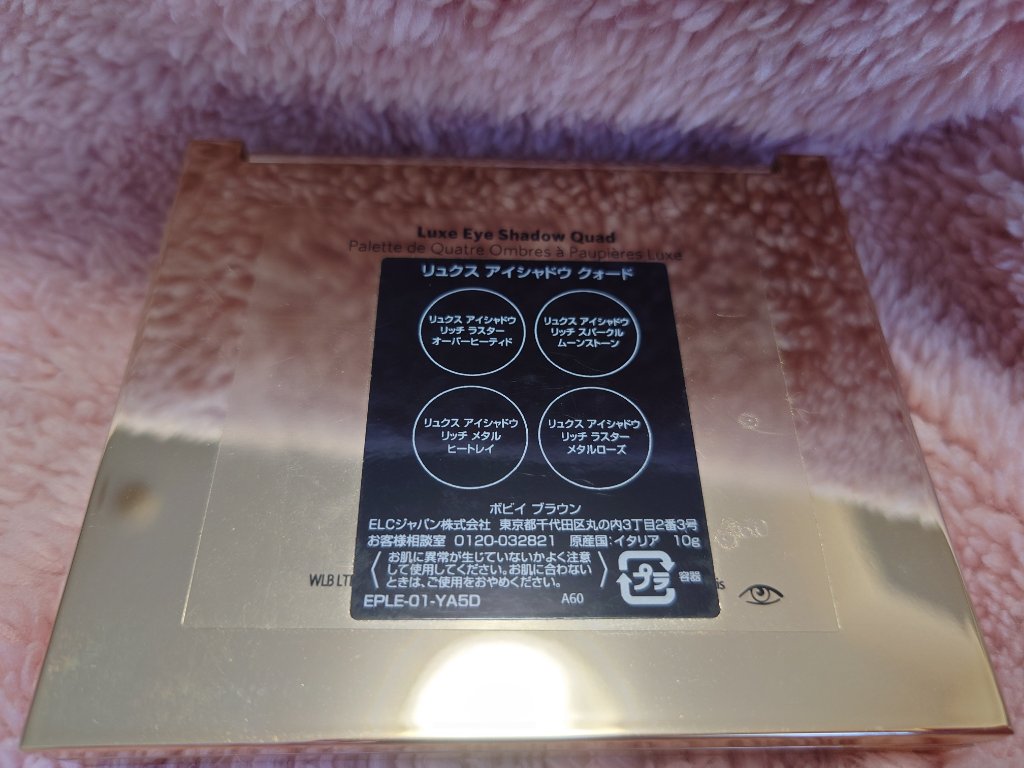 Luxe Eye Shadow Quad
Palette de Quatre Ombres à Paupières Luxe
リュクス アイシャドウ クォード
リュクス アイシャドウ
リッチ ラスター
オーバーヒーティド
リュクス アイシャドウ
リッチ スパークル
ムーンストーン
リュクス アイシャドウ
リッチ メタル
ヒートレイ
リュクス アイシャドウ
リッチ ラスター
メタルローズ
ボビイ ブラウン
ELCジャパン株式会社 東京都千代田区丸の内3丁目2番3号
お客様相談室 0120-032821 原産国:イタリア 10g
お肌に異常が生じていないかよく注意
して使用してください。お肌に合わない
ときは、ご使用をおやめください。
プラ
容器
WLB
EPLE-01-YA5D
A60